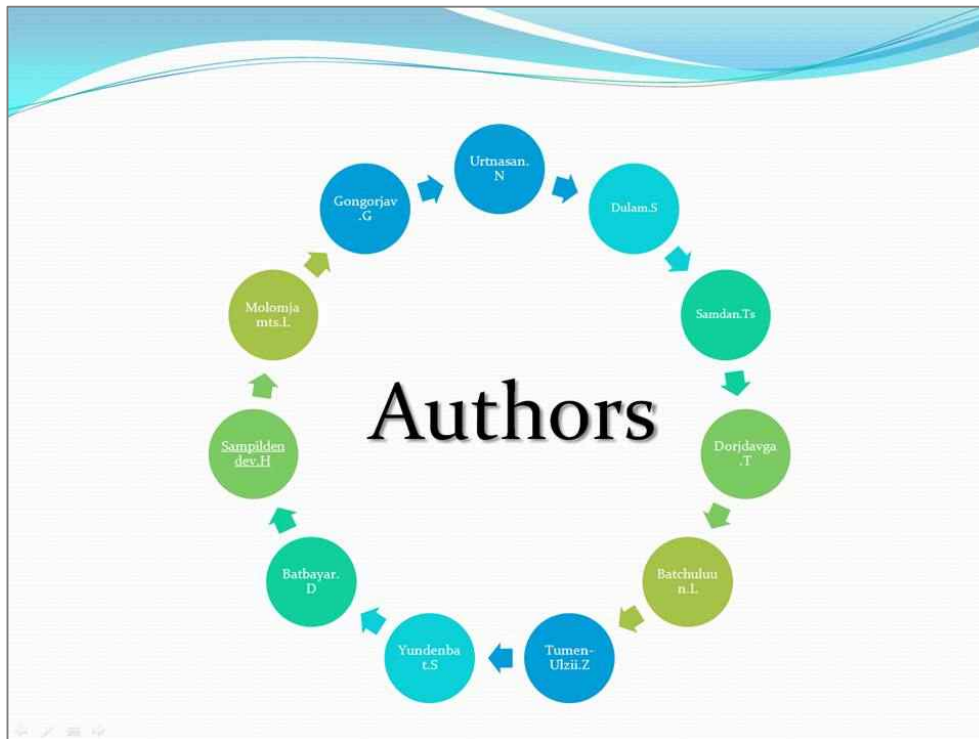 Urtnasan.
N
Dulam.S
Samdan.Ts
Dorjdavga
.T
Batchuluu
n.L
Tumen-
Ulzii.Z
Yundenba
t.S
Batbayar.
D
Sampilden
dev.H
Molomja
mts.L
Gongorjav
.G
Authors